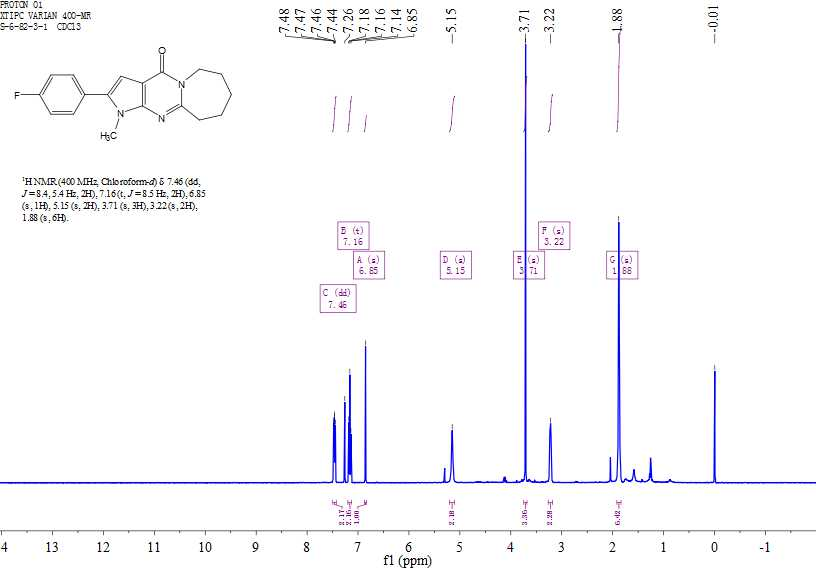 PROTON 01
XTIPC VARIAN 400-MR
S-6-82-3-1 CDCl3
7.48
7.47
7.46
7.44
7.26
7.18
7.16
7.14
6.85
5.15
3.71
3.22
1.88
-0.01
O
N
F
N
N
H₃C
¹H NMR (400 MHz, Chloroform-d) δ 7.46 (dd,
J = 8.4, 5.4 Hz, 2H), 7.16 (t, J = 8.5 Hz, 2H), 6.85
(s, 1H), 5.15 (s, 2H), 3.71 (s, 3H), 3.22 (s, 2H),
1.88 (s, 6H).
B (t)
7.16
F (s)
3.22
A (s)
6.85
D (s)
5.15
E (s)
3.71
G (s)
1.88
C (dd)
7.46
2.17
2.16
1.00
2.18
3.36
2.28
6.42
4 13 12 11 10 9 8 7 6 5 4 3 2 1 0 -1
f1 (ppm)